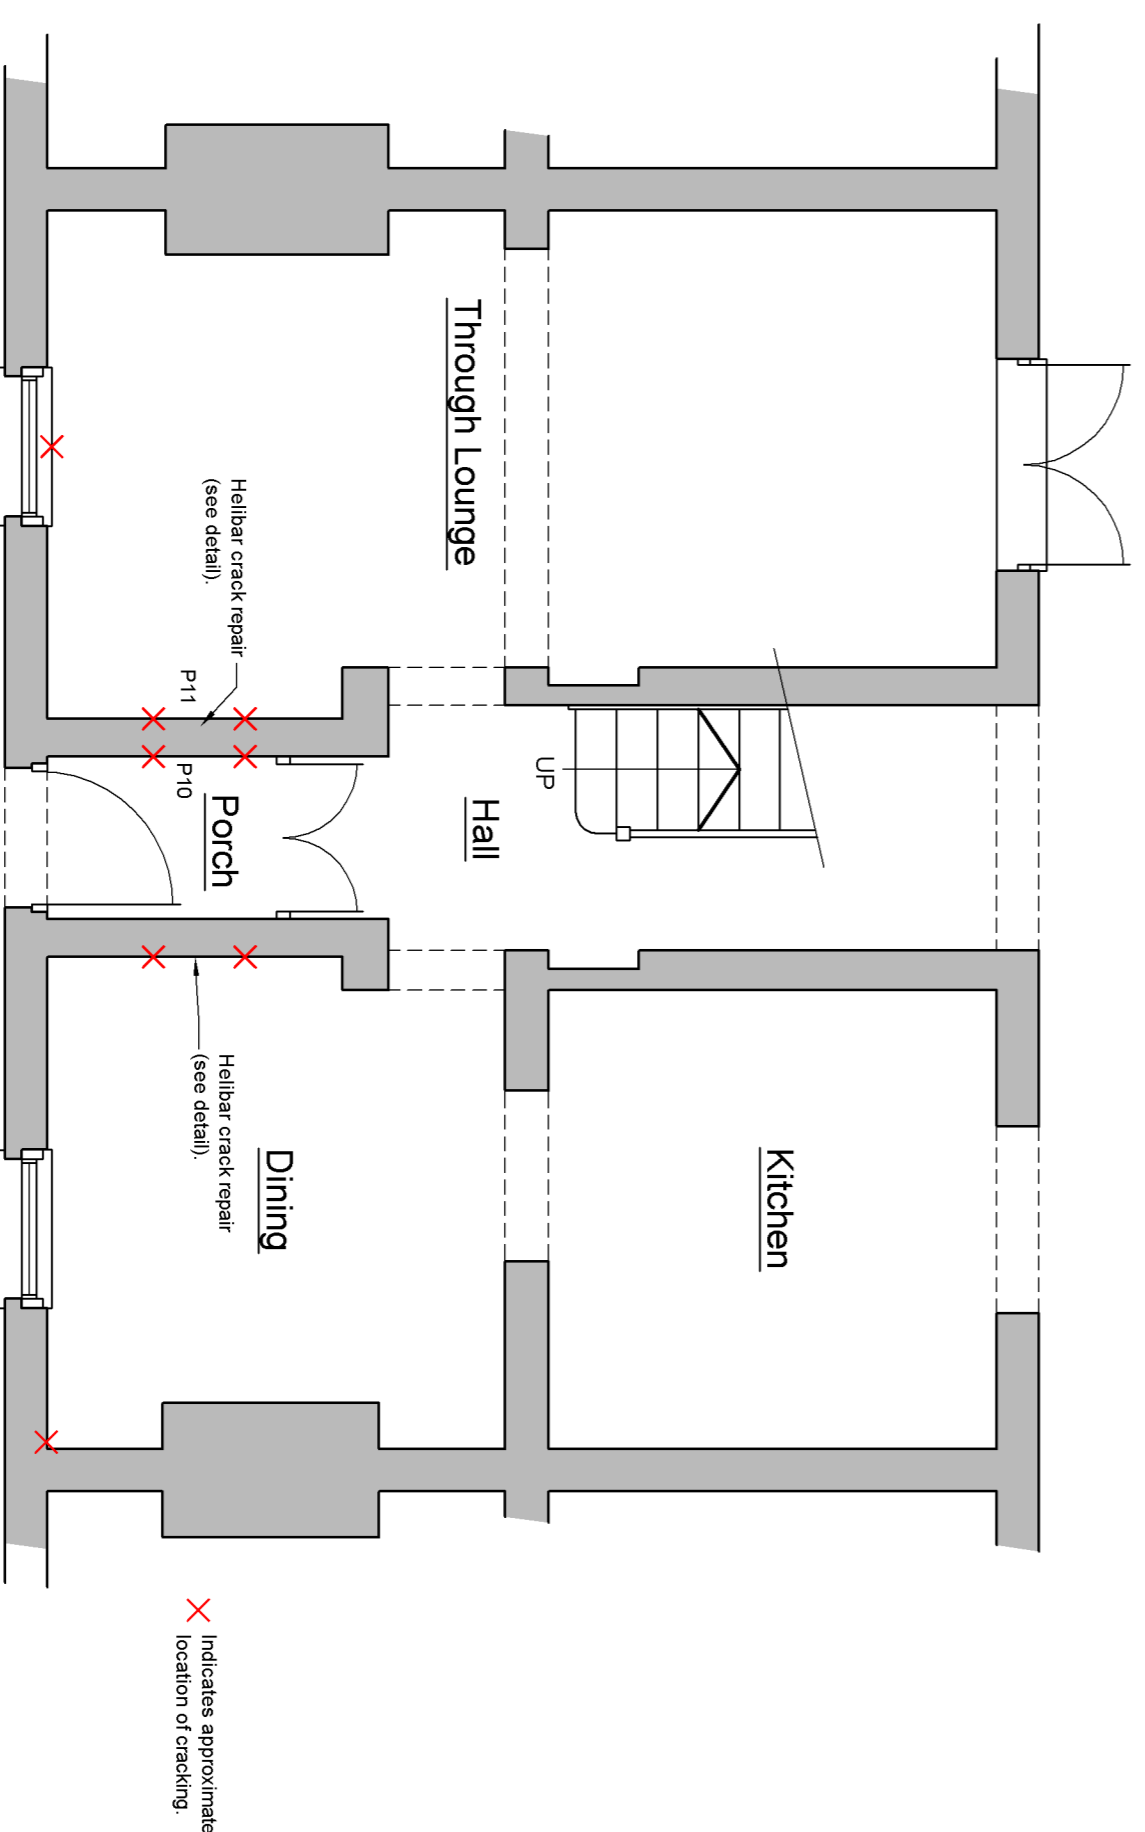 Through Lounge
Helibar crack repair
(see detail).
P11
P10
Porch
Hall
UP
Kitchen
Dining
Helibar crack repair
(see detail).
Indicates approximate
location of cracking.